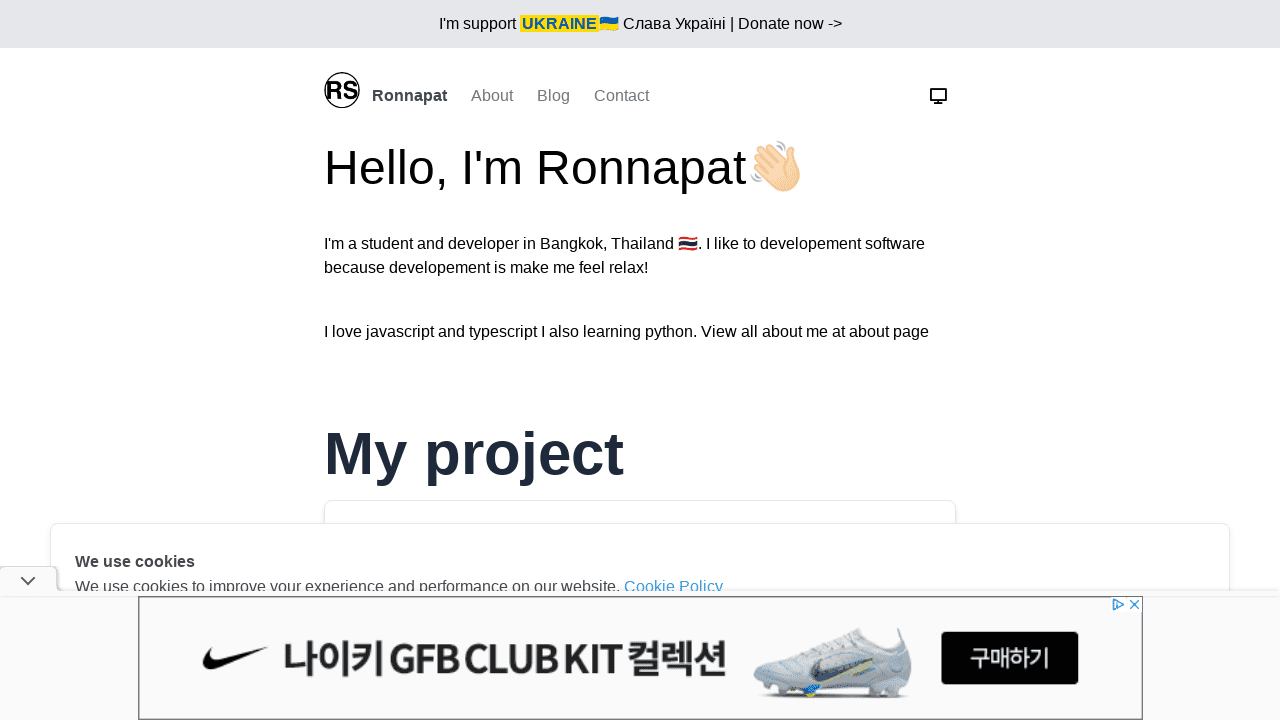 I'm support UKRAINE🇺🇦 Слава Україні | Donate now ->
RS Ronnapat About Blog Contact
Hello, I'm Ronnapat👋🏻
I'm a student and developer in Bangkok, Thailand 🇹🇭. I like to developement software
because developement is make me feel relax!
I love javascript and typescript I also learning python. View all about me at about page
My project
We use cookies
We use cookies to improve your experience and performance on our website. Cookie Policy
나이키 GFB CLUB KIT 컬렉션 구매하기